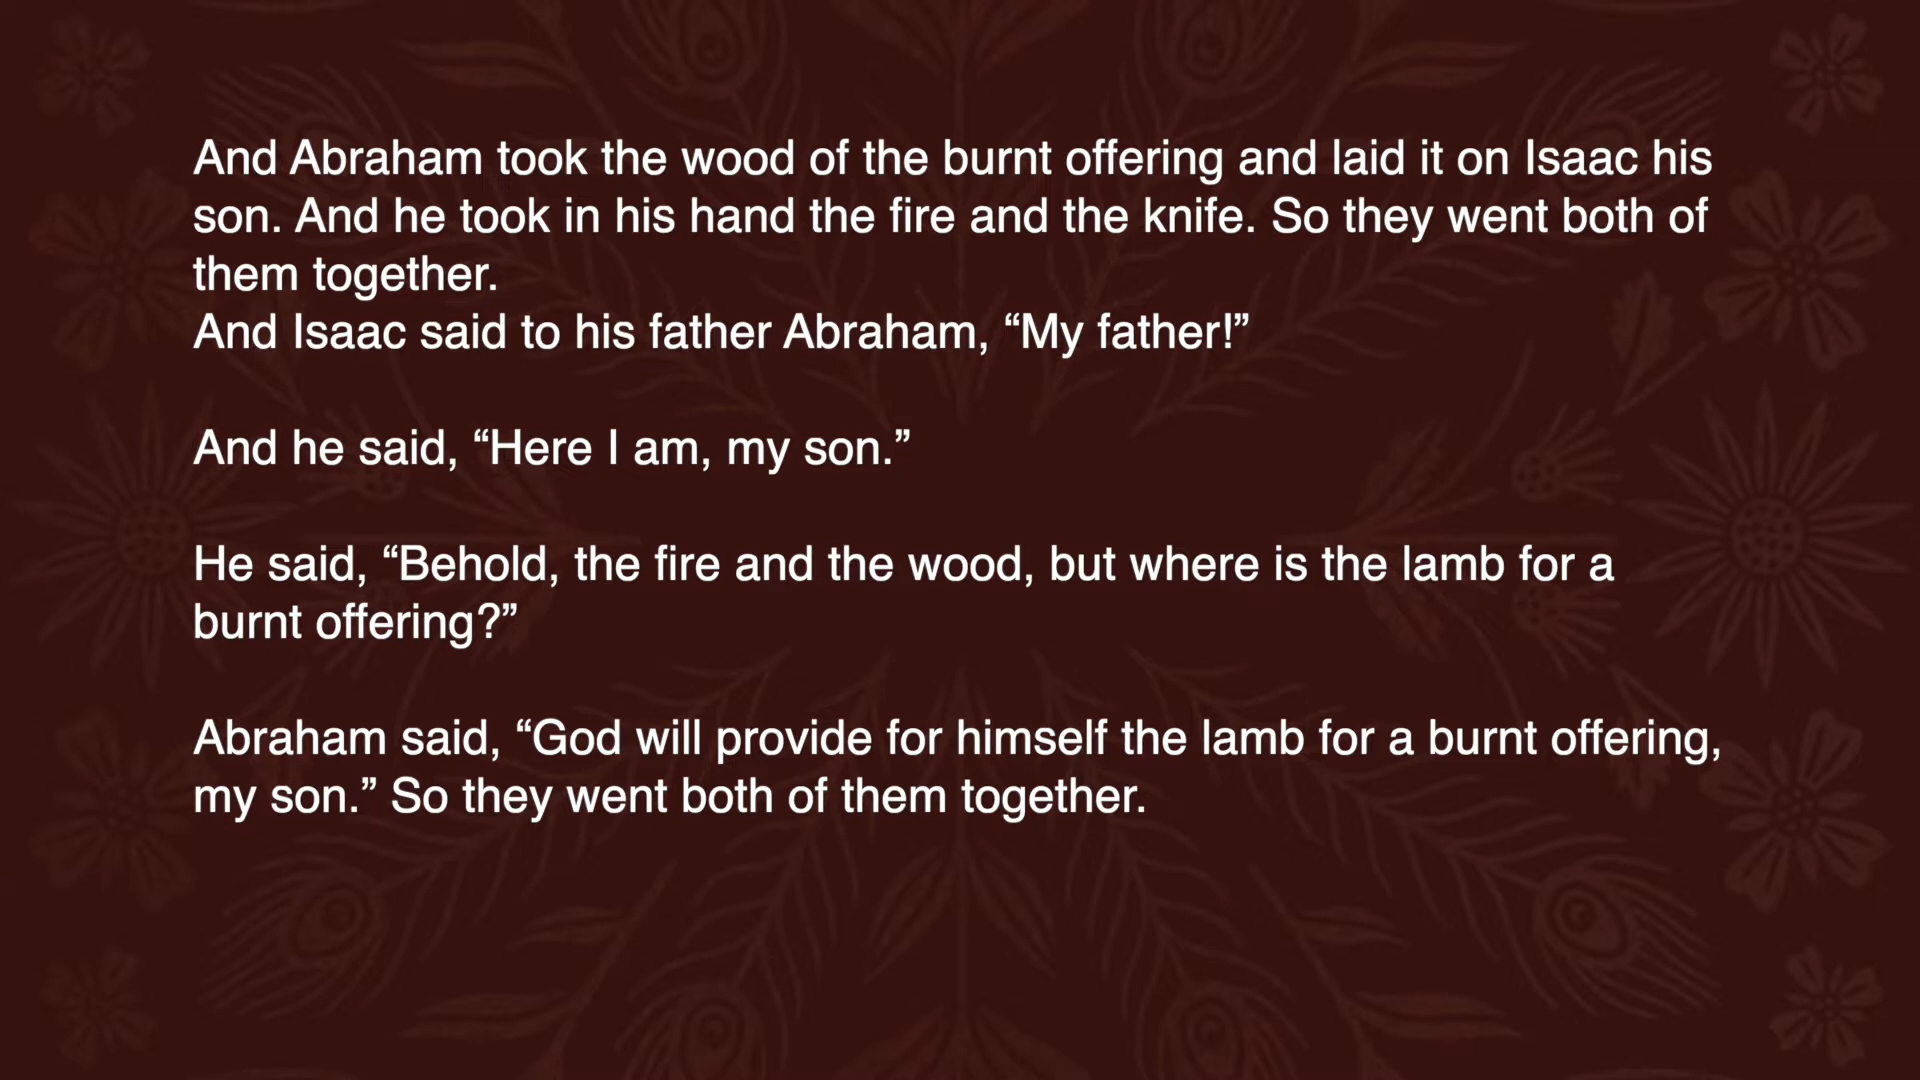 And Abraham took the wood of the burnt offering and laid it on Isaac his
son. And he took in his hand the fire and the knife. So they went both of
them together.
And Isaac said to his father Abraham, “My father!”
And he said, “Here I am, my son.”
He said, “Behold, the fire and the wood, but where is the lamb for a
burnt offering?”
Abraham said, “God will provide for himself the lamb for a burnt offering,
my son.” So they went both of them together.